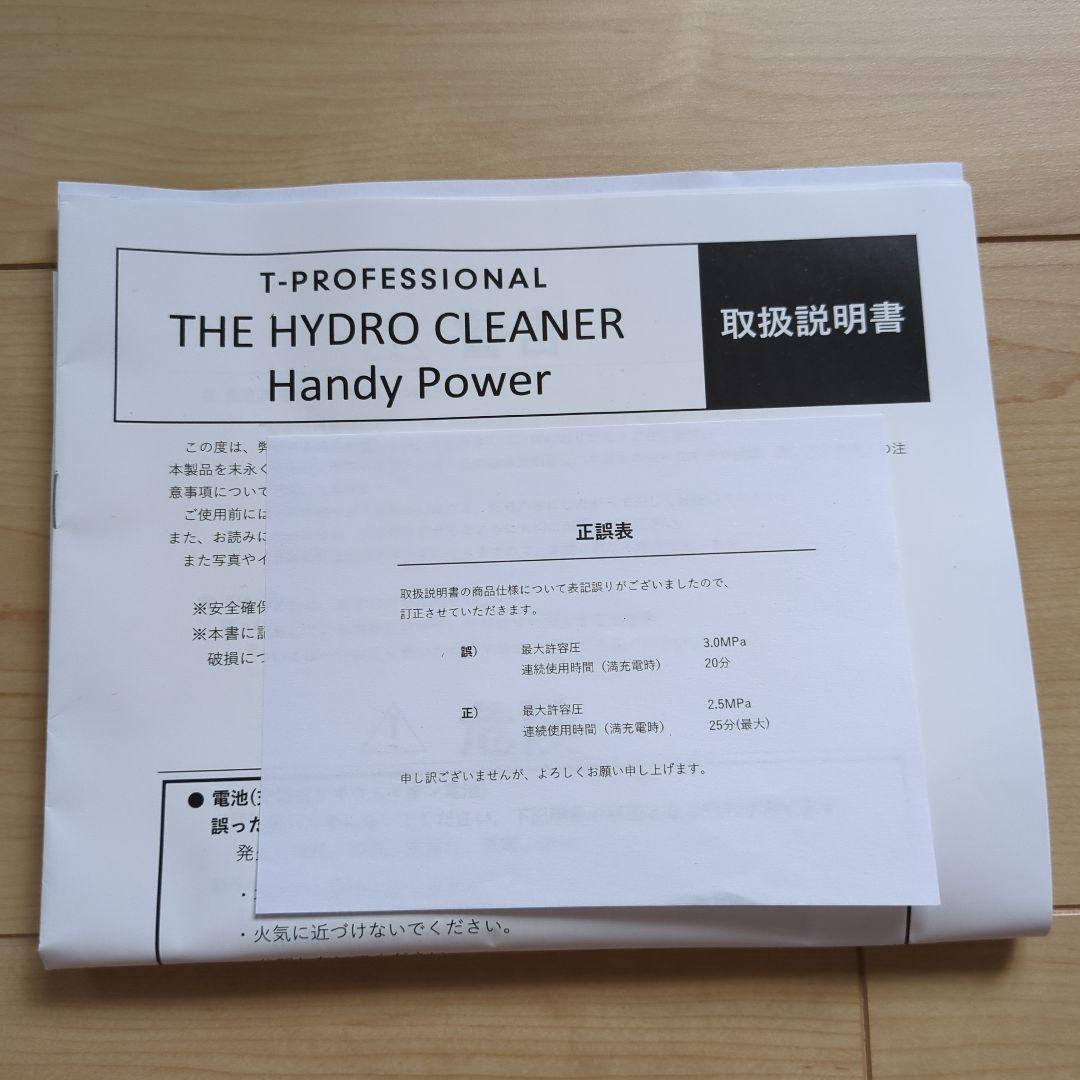 T-PROFESSIONAL
THE HYDRO CLEANER
Handy Power
取扱説明書
この度は、弊
の注
本製品を末永く
意事項について
ご使用前には
また、お読みに
また写真やイ
※安全確保
※本書に記
破損につ
正誤表
取扱説明書の商品仕様について表記誤りがございましたので、
訂正させていただきます。
誤） 最大許容圧 3.0MPa
連続使用時間（満充電時） 20分
正） 最大許容圧 2.5MPa
連続使用時間（満充電時） 25分(最大)
申し訳ございませんが、よろしくお願い申し上げます。
● 電池(充
誤った
発
・火気に近づけないでください。